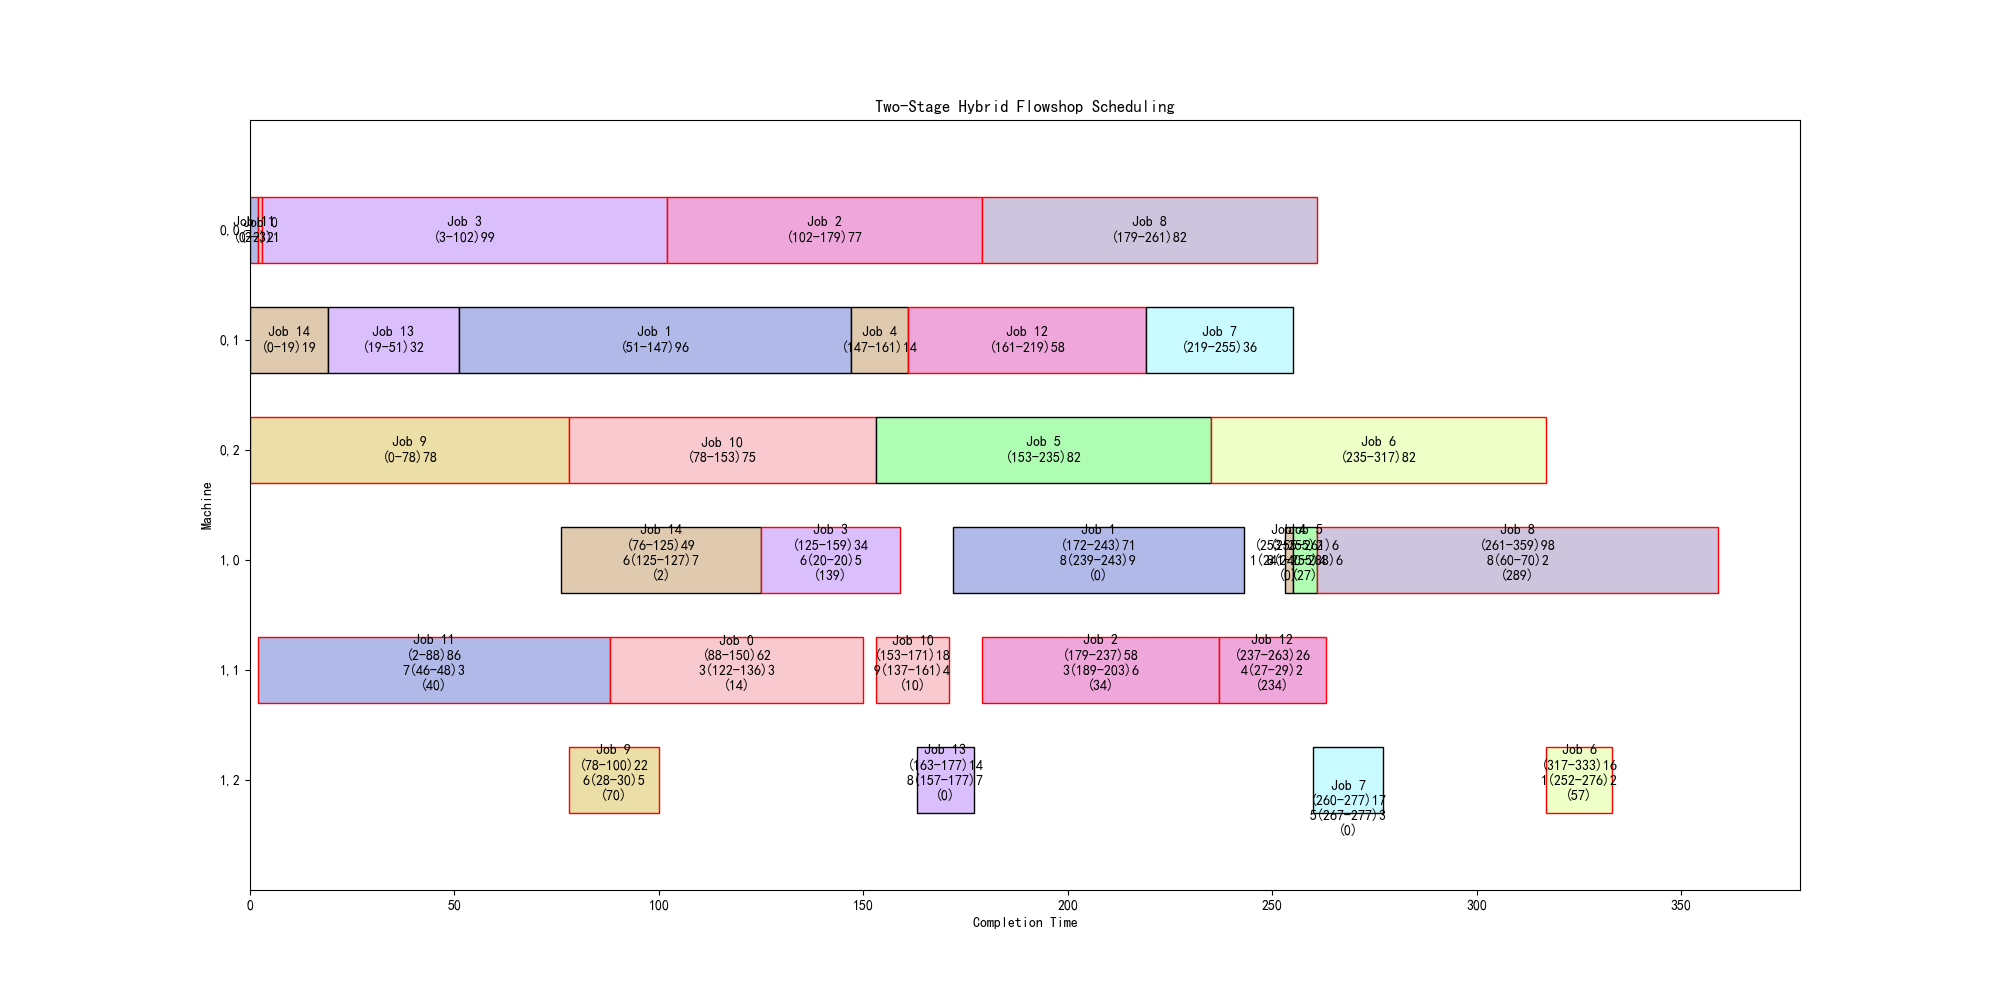 Two-Stage Hybrid Flowshop Scheduling
Machine
0,0
Job 11
Job 0
Job 3
(3-102)99
Job 2
(102-179)77
Job 8
(179-261)82
0,1
Job 14
(0-19)19
Job 13
(19-51)32
Job 1
(51-147)96
Job 4
(147-161)14
Job 12
(161-219)58
Job 7
(219-255)36
0,2
Job 9
(0-78)78
Job 10
(78-153)75
Job 5
(153-235)82
Job 6
(235-317)82
1,0
Job 14
(76-125)49
6(125-127)7
(2)
Job 3
(125-159)34
6(20-20)5
(139)
Job 1
(172-243)71
8(239-243)9
(0)
Job 4
(0)
Job 5
(255-261)6
(27)
Job 8
(261-359)98
8(60-70)2
(289)
1,1
Job 11
(2-88)86
7(46-48)3
(40)
Job 0
(88-150)62
3(122-136)3
(14)
Job 10
(153-171)18
9(137-161)4
(10)
Job 2
(179-237)58
3(189-203)6
(34)
Job 12
(237-263)26
4(27-29)2
(234)
1,2
Job 9
(78-100)22
6(28-30)5
(70)
Job 13
(163-177)14
8(157-177)7
(0)
Job 7
(260-277)17
5(267-277)3
(0)
Job 6
(317-333)16
1(252-276)2
(57)
0 50 100 150 200 250 300 350
Completion Time